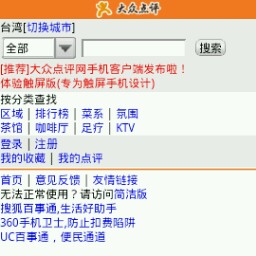 大众点评
台湾[切换城市]
全部 搜索
[推荐]大众点评网手机客户端发布啦！
体验触屏版(专为触屏手机设计)
按分类查找
区域 | 排行榜 | 菜系 | 氛围
茶馆 | 咖啡厅 | 足疗 | KTV
登录 | 注册
我的收藏 | 我的点评
首页 | 意见反馈 | 友情链接
无法正常使用？请访问简洁版
搜狐百事通,生活好助手
360手机卫士,防止扣费陷阱
UC百事通，便民通道